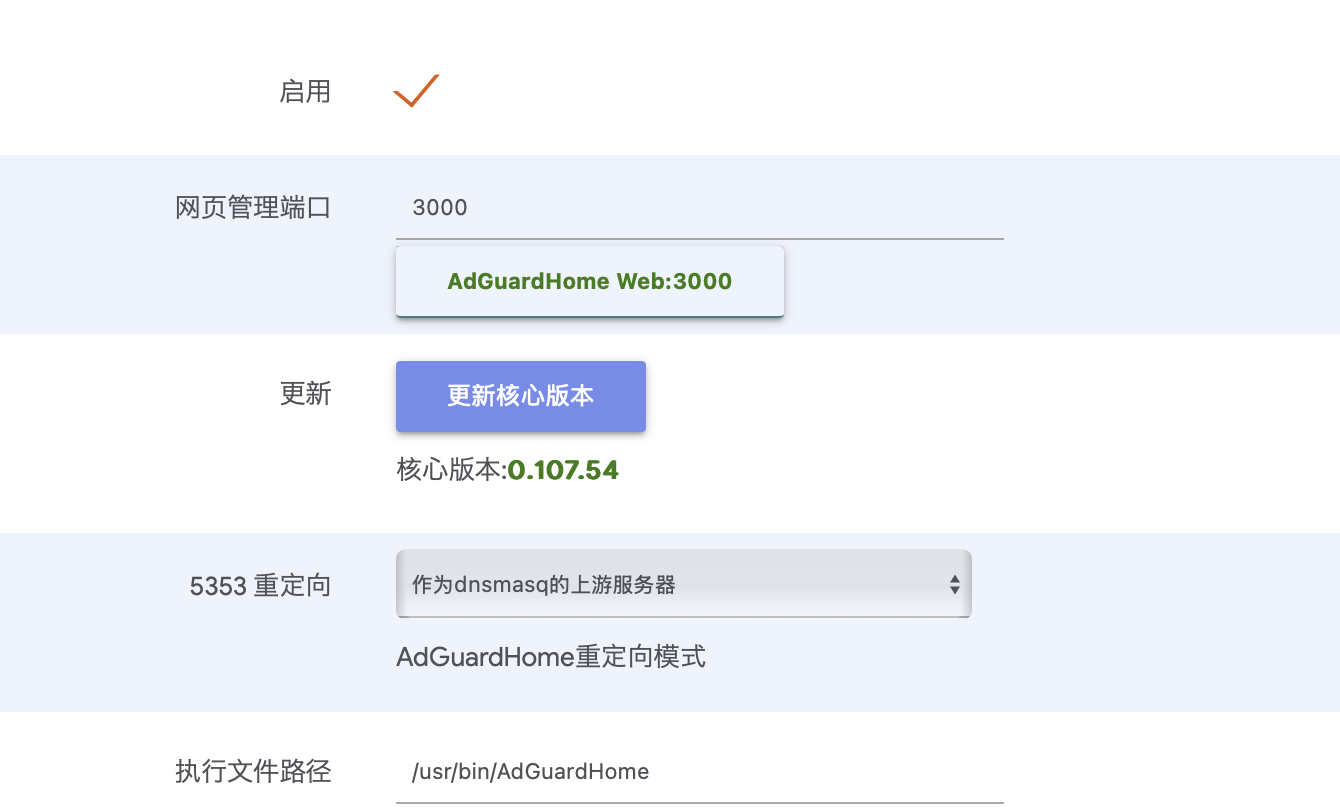 启用
网页管理端口 3000
AdGuardHome Web:3000
更新 更新核心版本
核心版本:0.107.54
5353 重定向 作为dnsmasq的上游服务器
AdGuardHome重定向模式
执行文件路径 /usr/bin/AdGuardHome